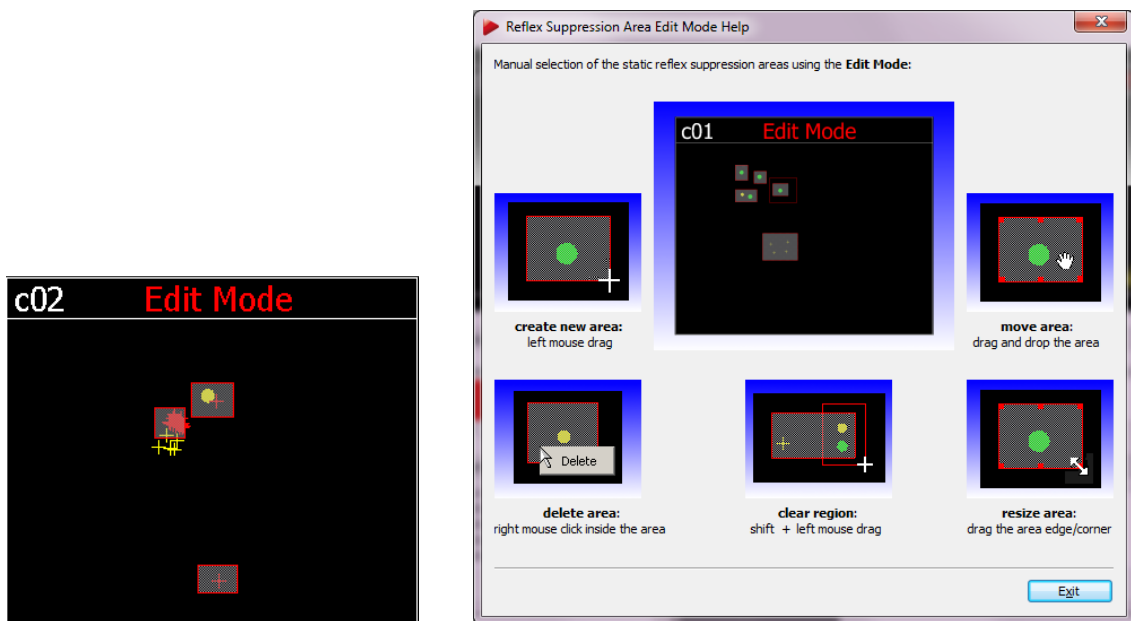 c02 Edit Mode
Reflex Suppression Area Edit Mode Help
Manual selection of the static reflex suppression areas using the Edit Mode:
c01 Edit Mode
create new area:
left mouse drag
move area:
drag and drop the area
Delete
delete area:
right mouse click inside the area
clear region:
shift + left mouse drag
resize area:
drag the area edge/corner
Exit